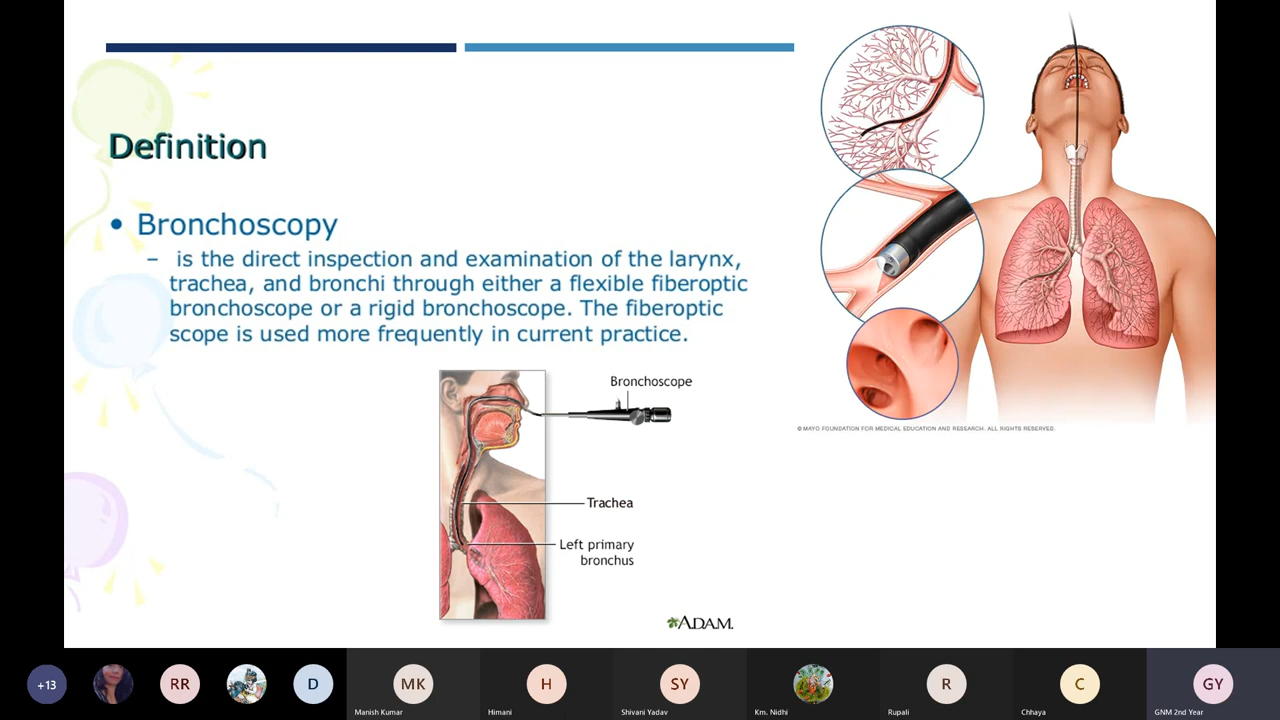 Definition
• Bronchoscopy
– is the direct inspection and examination of the larynx,
trachea, and bronchi through either a flexible fiberoptic
bronchoscope or a rigid bronchoscope. The fiberoptic
scope is used more frequently in current practice.
Bronchoscope
Trachea
Left primary
bronchus
ADAM.
© MAYO FOUNDATION FOR MEDICAL EDUCATION AND RESEARCH. ALL RIGHTS RESERVED.
+13
RR
D
MK
H
SY
R
C
GY
Manish Kumar
Himani
Shivani Yadav
Km. Nidhi
Rupali
Chhaya
GNM 2nd Year